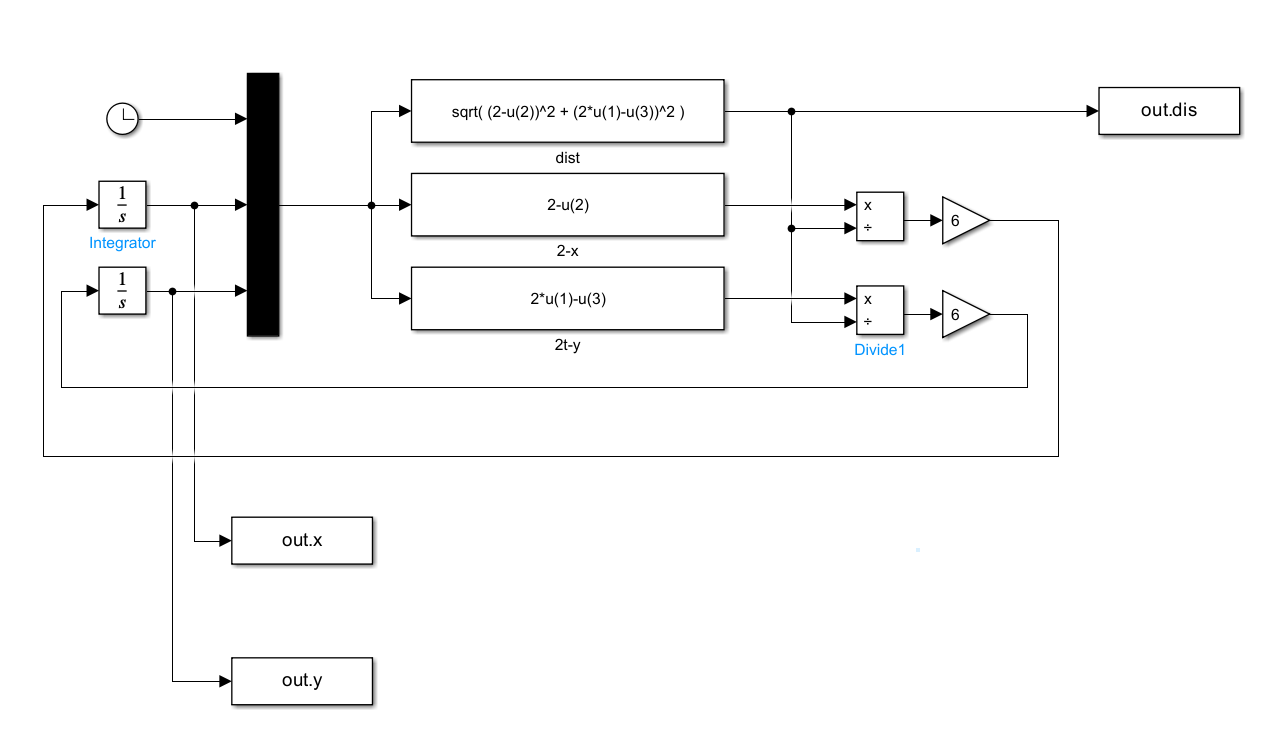 sqrt( (2-u(2))^2 + (2*u(1)-u(3))^2 )
dist
out.dis
1
s
Integrator
2-u(2)
2-x
x
÷
6
1
s
2*u(1)-u(3)
2t-y
x
÷
Divide1
6
out.x
out.y